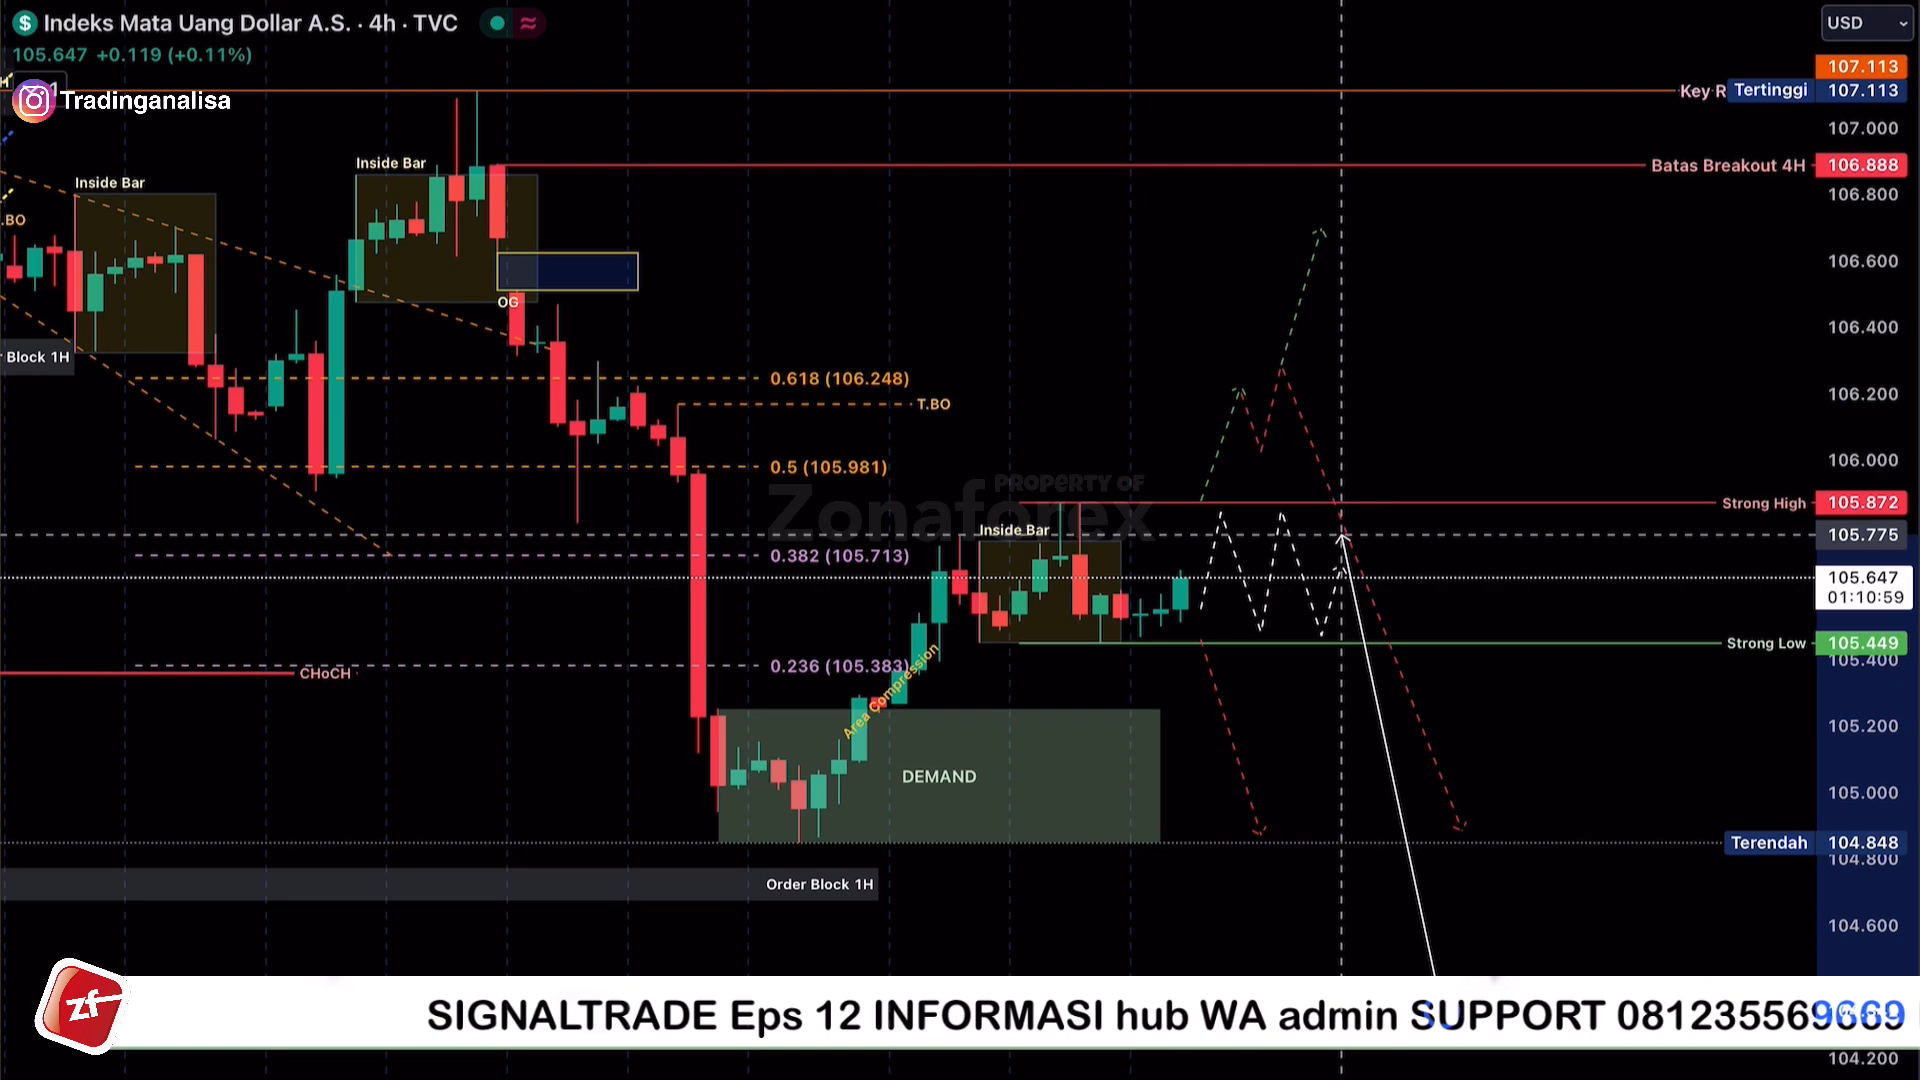 Indeks Mata Uang Dollar A.S. · 4h · TVC
USD
105.647 +0.119 (+0.11%)
Tradinganalisa
107.113
Key R
Tertinggi 107.113
107.000
Inside Bar
Batas Breakout 4H 106.888
Inside Bar
106.800
.BO
106.600
OG
106.400
Block 1H
0.618 (106.248)
106.200
T.BO
0.5 (105.981)
106.000
PROPERTY OF
Zonaforex
Strong High 105.872
Inside Bar
105.775
0.382 (105.713)
105.647
01:10:59
Strong Low 105.449
105.400
0.236 (105.383)
CHoCH
Area Compression
105.200
DEMAND
105.000
Terendah 104.848
104.800
Order Block 1H
104.600
zf
SIGNALTRADE Eps 12 INFORMASI hub WA admin SUPPORT 081235569669
104.200